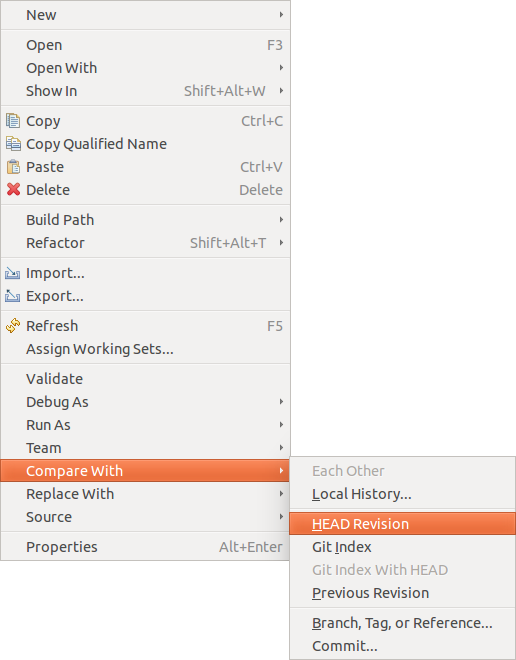 New
Open F3
Open With
Show In Shift+Alt+W
Copy Ctrl+C
Copy Qualified Name
Paste Ctrl+V
Delete Delete
Build Path
Refactor Shift+Alt+T
Import...
Export...
Refresh F5
Assign Working Sets...
Validate
Debug As
Run As
Team
Compare With
Replace With
Source
Properties Alt+Enter
Each Other
Local History...
HEAD Revision
Git Index
Git Index With HEAD
Previous Revision
Branch, Tag, or Reference...
Commit...